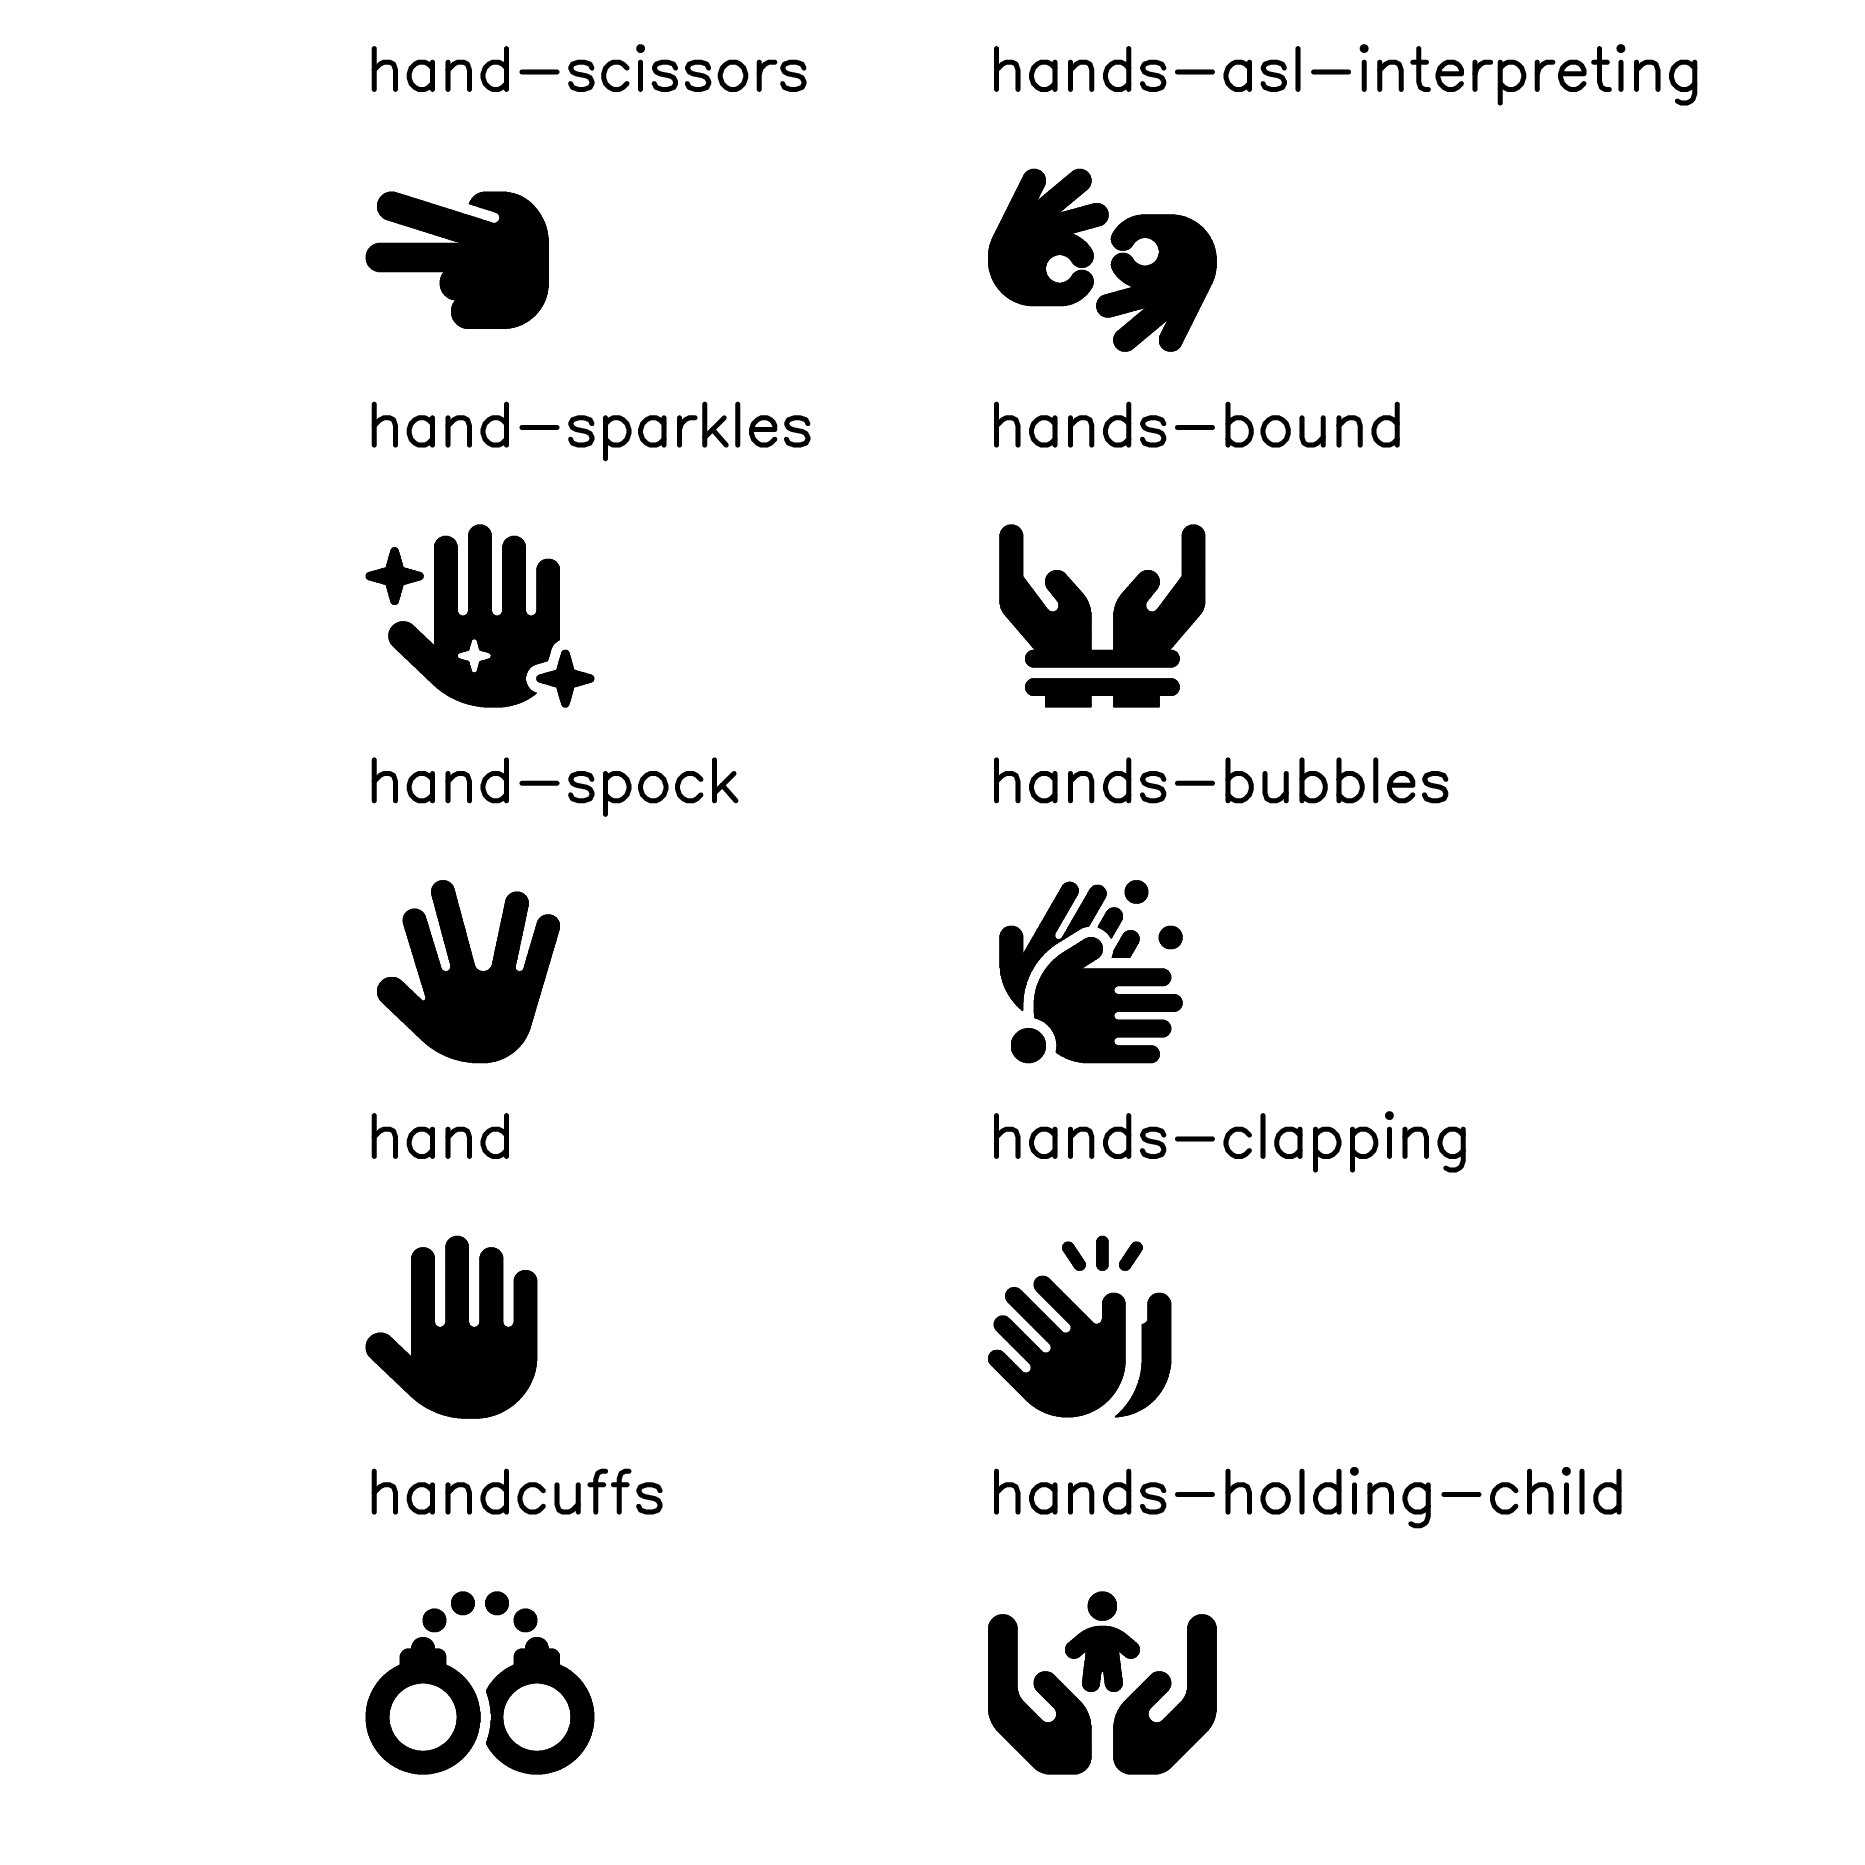 hand-scissors
hands-asl-interpreting
hand-sparkles
hands-bound
hand-spock
hands-bubbles
hand
hands-clapping
handcuffs
hands-holding-child